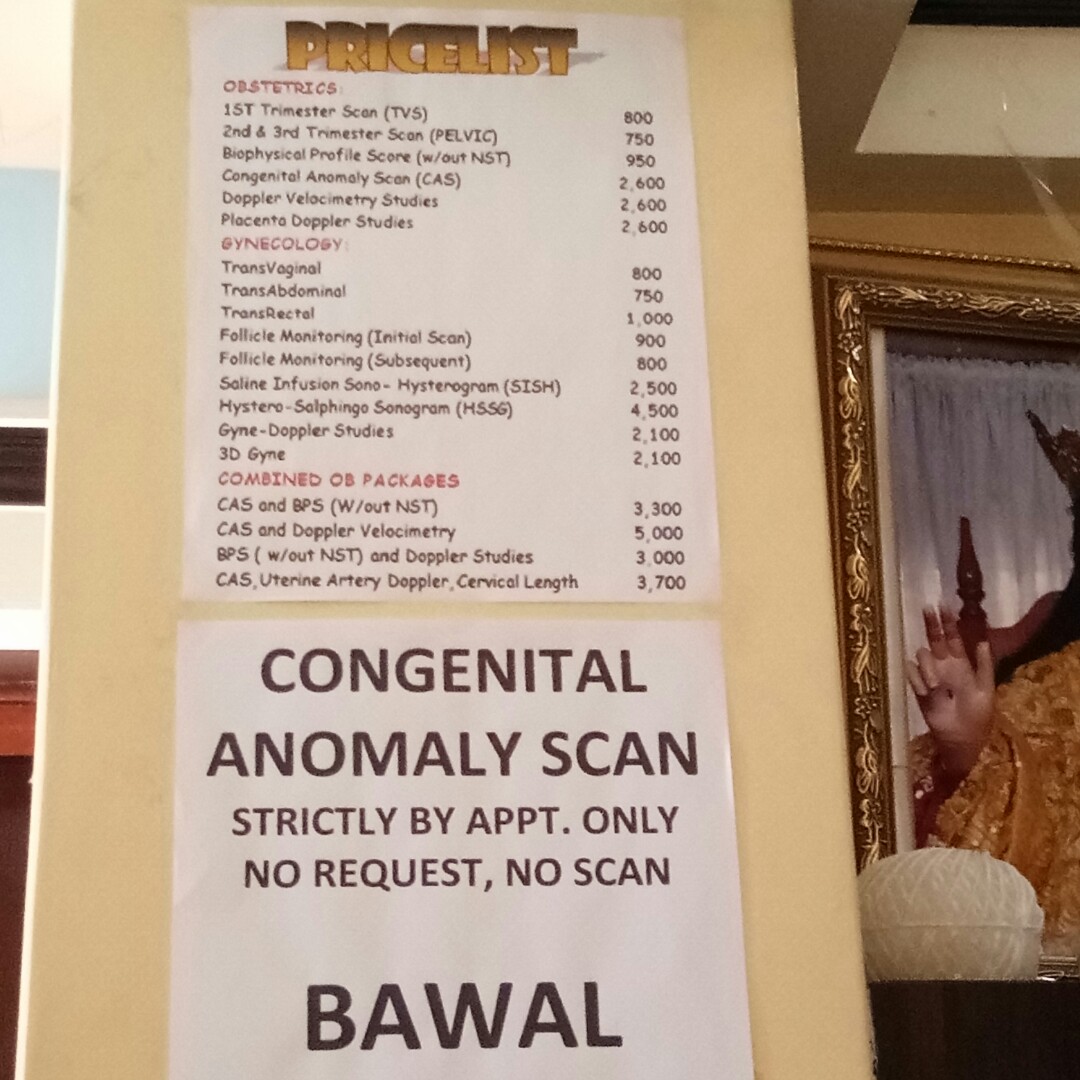 PRICELIST
OBSTETRICS:
1ST Trimester Scan (TVS) 800
2nd & 3rd Trimester Scan (PELVIC) 750
Biophysical Profile Score (w/out NST) 950
Congenital Anomaly Scan (CAS) 2,600
Doppler Velocimetry Studies 2,600
Placenta Doppler Studies 2,600
GYNECOLOGY:
TransVaginal 800
TransAbdominal 750
TransRectal 1,000
Follicle Monitoring (Initial Scan) 900
Follicle Monitoring (Subsequent) 800
Saline Infusion Sono- Hysterogram (SISH) 2,500
Hystero-Salphingo Sonogram (HSSG) 4,500
Gyne-Doppler Studies 2,100
3D Gyne 2,100
COMBINED OB PACKAGES
CAS and BPS (W/out NST) 3,300
CAS and Doppler Velocimetry 5,000
BPS ( w/out NST) and Doppler Studies 3,000
CAS,Uterine Artery Doppler,Cervical Length 3,700
CONGENITAL
ANOMALY SCAN
STRICTLY BY APPT. ONLY
NO REQUEST, NO SCAN
BAWAL